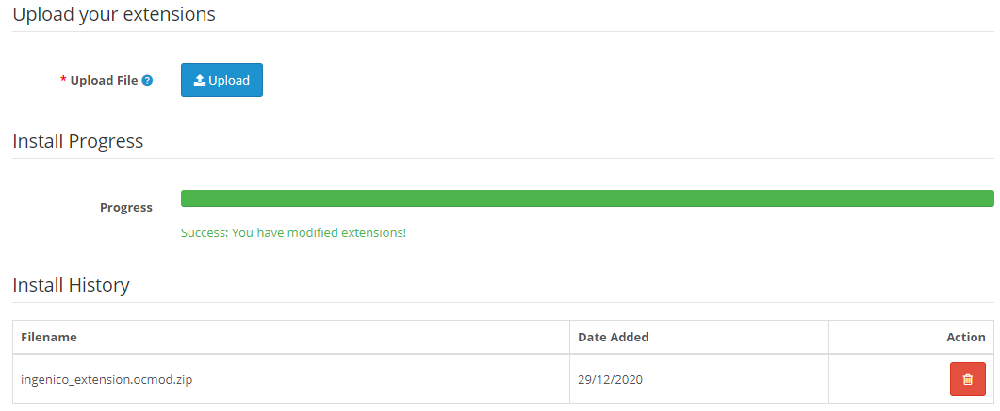 Upload your extensions
* Upload File ?
Upload
Install Progress
Progress
Success: You have modified extensions!
Install History
Filename Date Added Action
ingenico_extension.ocmod.zip 29/12/2020